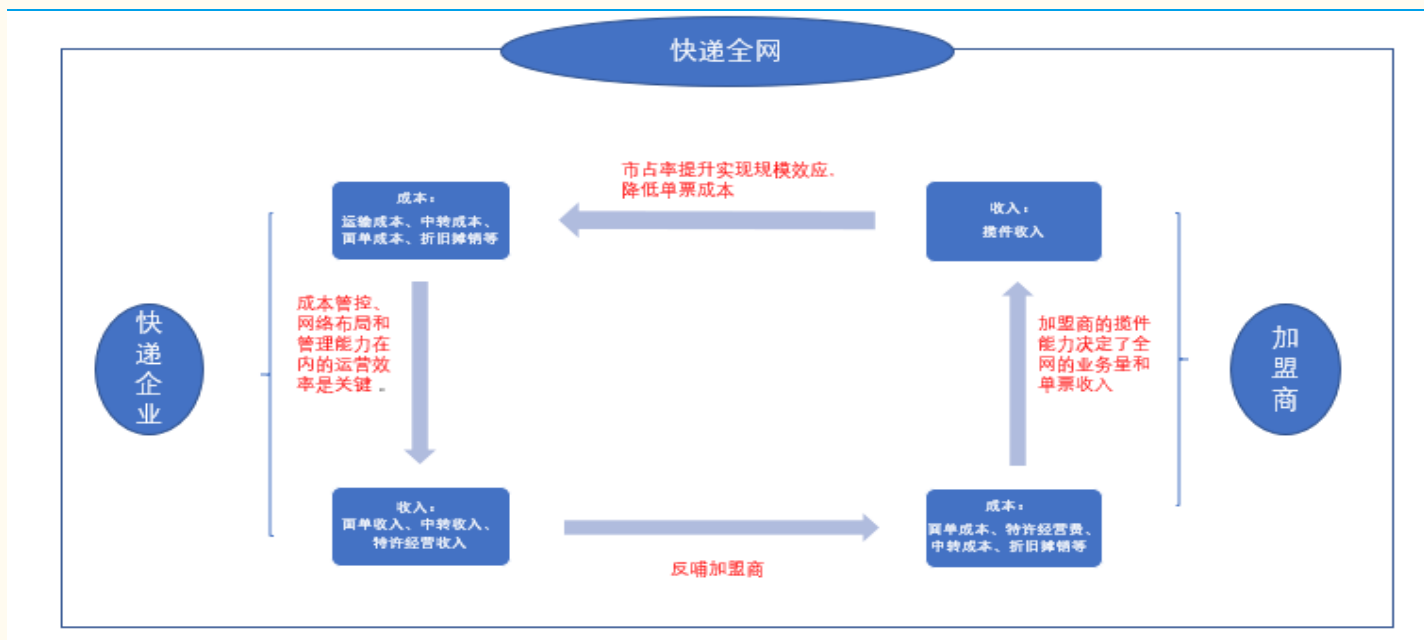 快递全网
市占率提升实现规模效应,
降低单票成本
成本：
运输成本、中转成本、
面单成本、折旧摊销等
收入：
揽件收入
快递企业
成本管控、
网络布局和
管理能力在
内的运营效
率是关键。
加盟商的揽件
能力决定了全
网的业务量和
单票收入
加盟商
收入：
面单收入、中转收入、
特许经营收入
反哺加盟商
成本：
面单成本、特许经营费、
中转成本、折旧摊销等